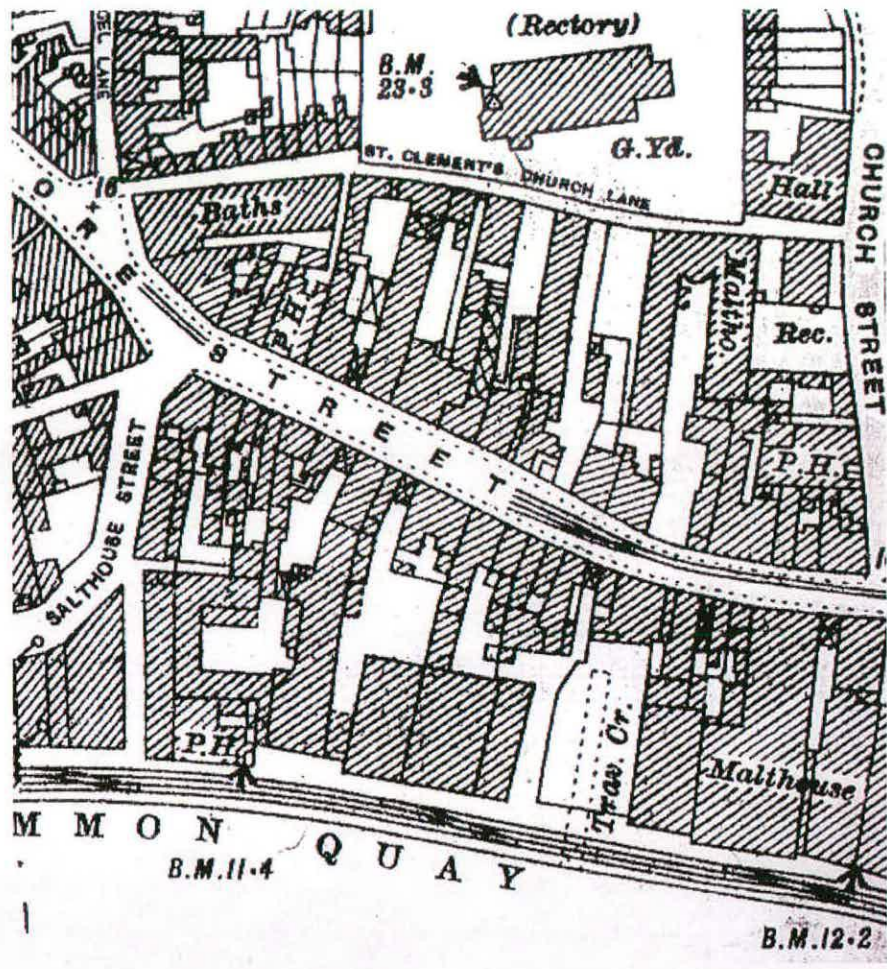 (Rectory)
B.M.
23·3
G.Yd.
ST. CLEMENT'S CHURCH LANE
Hall
CHURCH STREET
16
Baths
ORE STREET
P.H.
Maltho.
Rec.
P.H.
SALTHOUSE STREET
P.H.
Trav. Cr.
Malthouse
MMON QUAY
B.M.11·4
B.M.12·2